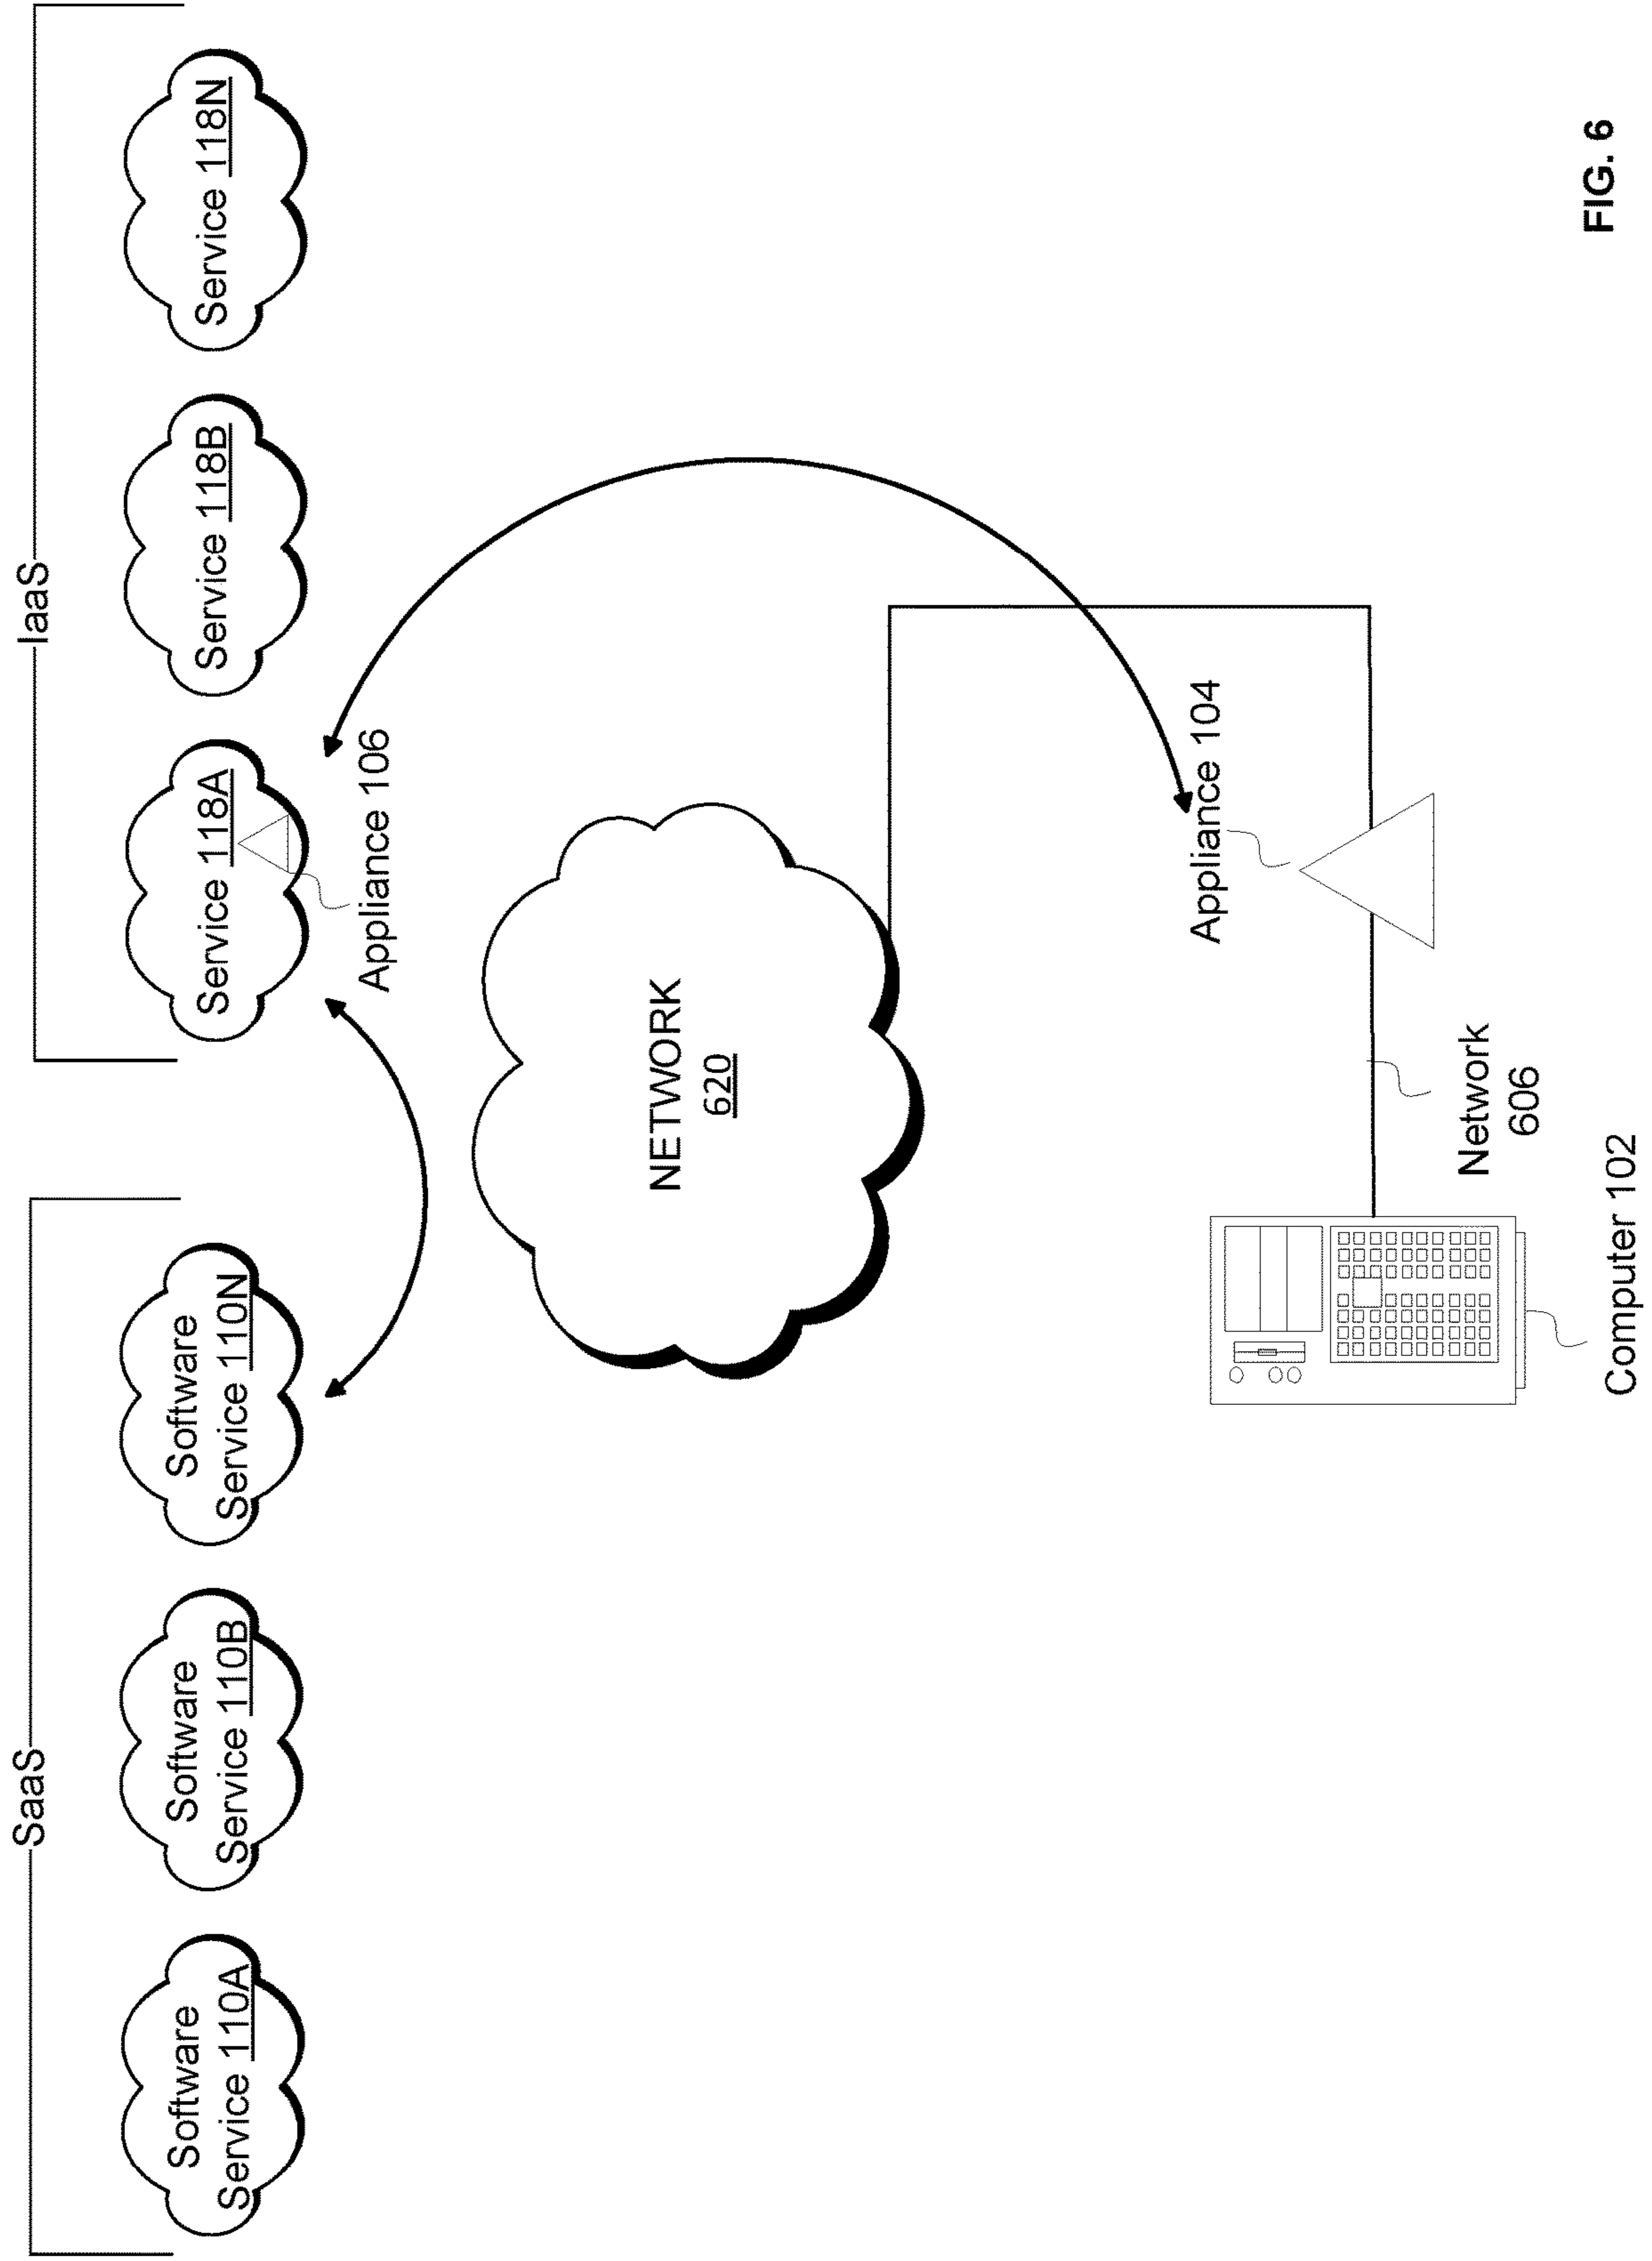 SaaS
IaaS
Software
Service 110A
Software
Service 110B
Software
Service 110N
Service 118A
Service 118B
Service 118N
Appliance 106
NETWORK
620
Appliance 104
Network
606
Computer 102
FIG. 6